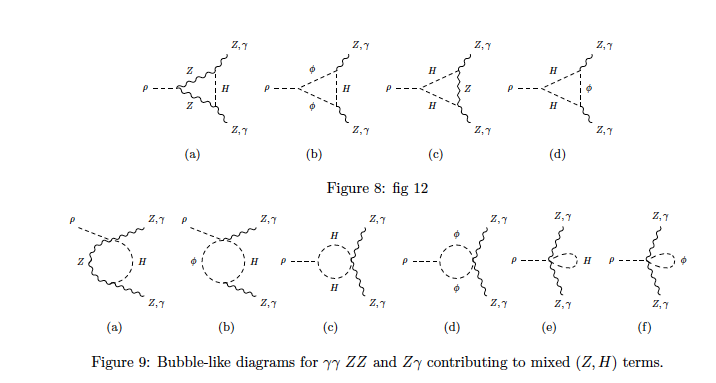 Z, γ Z, γ Z, γ Z, γ
Z ϕ H H
ρ H ρ H ρ Z ρ ϕ
Z ϕ H H
Z, γ Z, γ Z, γ Z, γ
(a) (b) (c) (d)
Figure 8: fig 12
ρ Z, γ ρ Z, γ Z, γ Z, γ Z, γ Z, γ
H ϕ
Z H ϕ H ρ ρ ρ H ρ ϕ
H ϕ
Z, γ Z, γ Z, γ Z, γ Z, γ Z, γ
(a) (b) (c) (d) (e) (f)
Figure 9: Bubble-like diagrams for γγ ZZ and Zγ contributing to mixed (Z, H) terms.